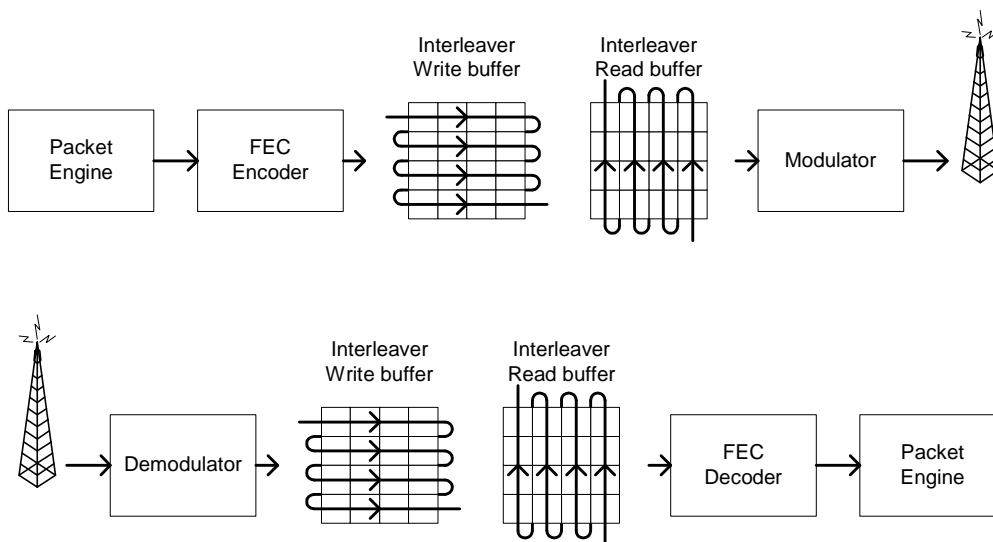 Interleaver
Write buffer
Interleaver
Read buffer
Packet
Engine
FEC
Encoder
Modulator
Interleaver
Write buffer
Interleaver
Read buffer
Demodulator
FEC
Decoder
Packet
Engine